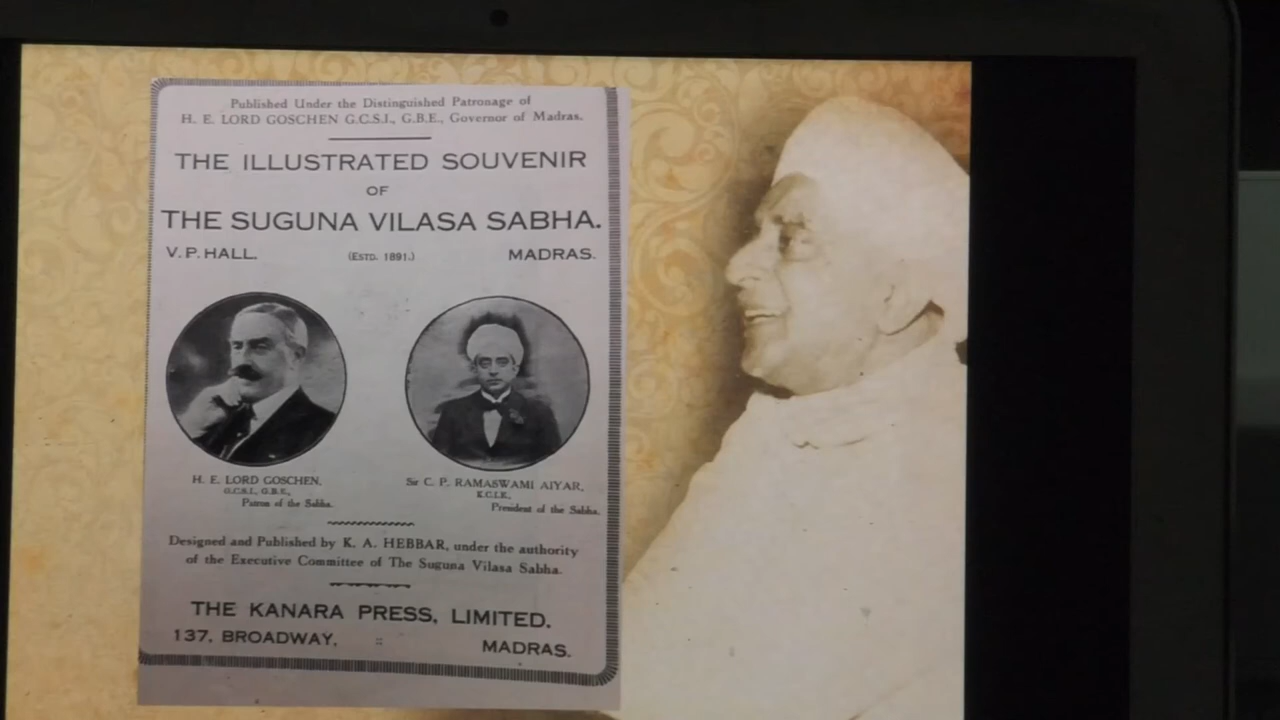 Published Under the Distinguished Patronage of
H. E. LORD GOSCHEN G.C.S.I., G.B.E., Governor of Madras.
THE ILLUSTRATED SOUVENIR
OF
THE SUGUNA VILASA SABHA.
V. P. HALL. (ESTD. 1891.) MADRAS.
H. E. LORD GOSCHEN,
G.C.S.I., G.B.E.,
Patron of the Sabha.
Sir C. P. RAMASWAMI AIYAR,
K.C.I.E.,
President of the Sabha.
Designed and Published by K. A. HEBBAR, under the authority
of the Executive Committee of The Suguna Vilasa Sabha.
THE KANARA PRESS, LIMITED.
137, BROADWAY, :: MADRAS.